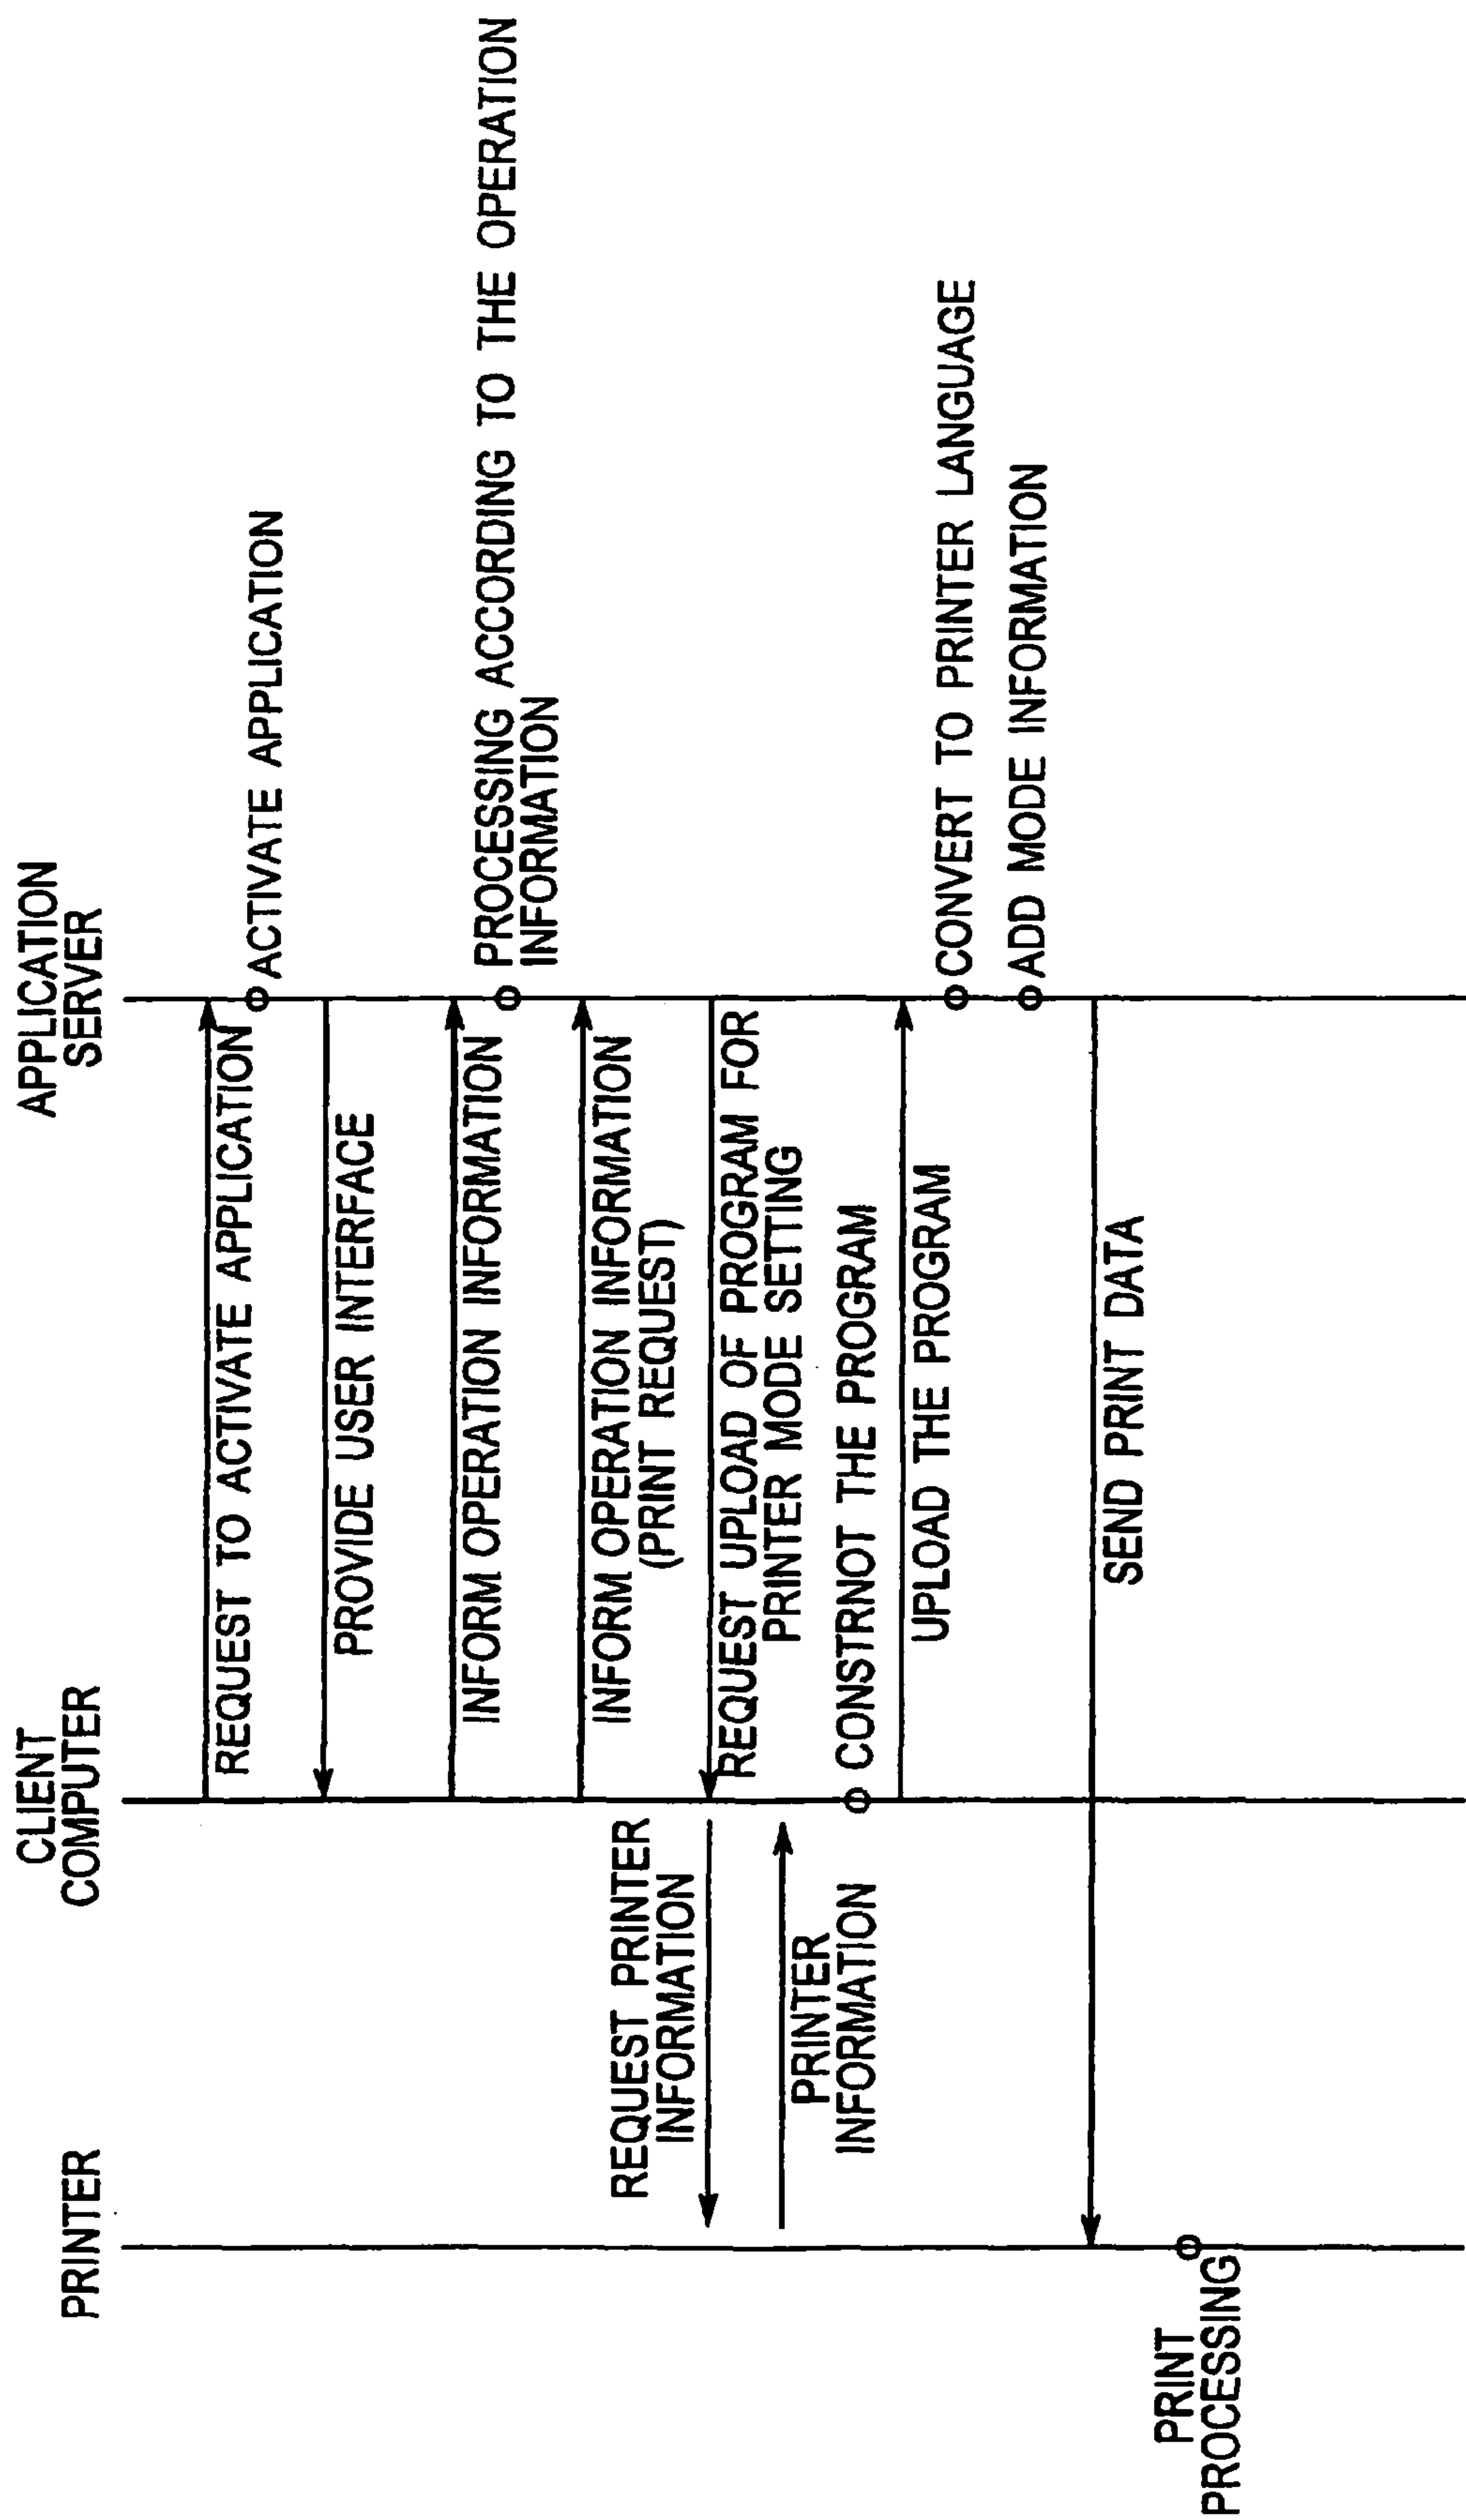 PRINTER
CLIENT
COMPUTER
APPLICATION
SERVER
REQUEST TO ACTIVATE APPLICATION
ACTIVATE APPLICATION
PROVIDE USER INTERFACE
INFORM OPERATION INFORMATION
PROCESSING ACCORDING TO THE OPERATION
INFORMATION
INFORM OPERATION INFORMATION
(PRINT REQUEST)
REQUEST UPLOAD OF PROGRAM FOR
PRINTER MODE SETTING
REQUEST PRINTER
INFORMATION
PRINTER
INFORMATION
CONSTRNOT THE PROGRAM
UPLOAD THE PROGRAM
CONVERT TO PRINTER LANGUAGE
ADD MODE INFORMATION
SEND PRINT DATA
PRINT
PROCESSING